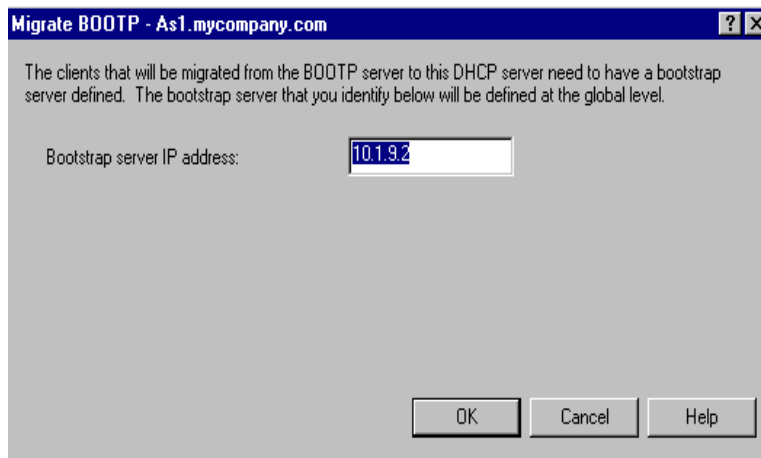 Migrate BOOTP - As1.mycompany.com
The clients that will be migrated from the BOOTP server to this DHCP server need to have a bootstrap
server defined. The bootstrap server that you identify below will be defined at the global level.
Bootstrap server IP address: 10.1.9.2
OK Cancel Help